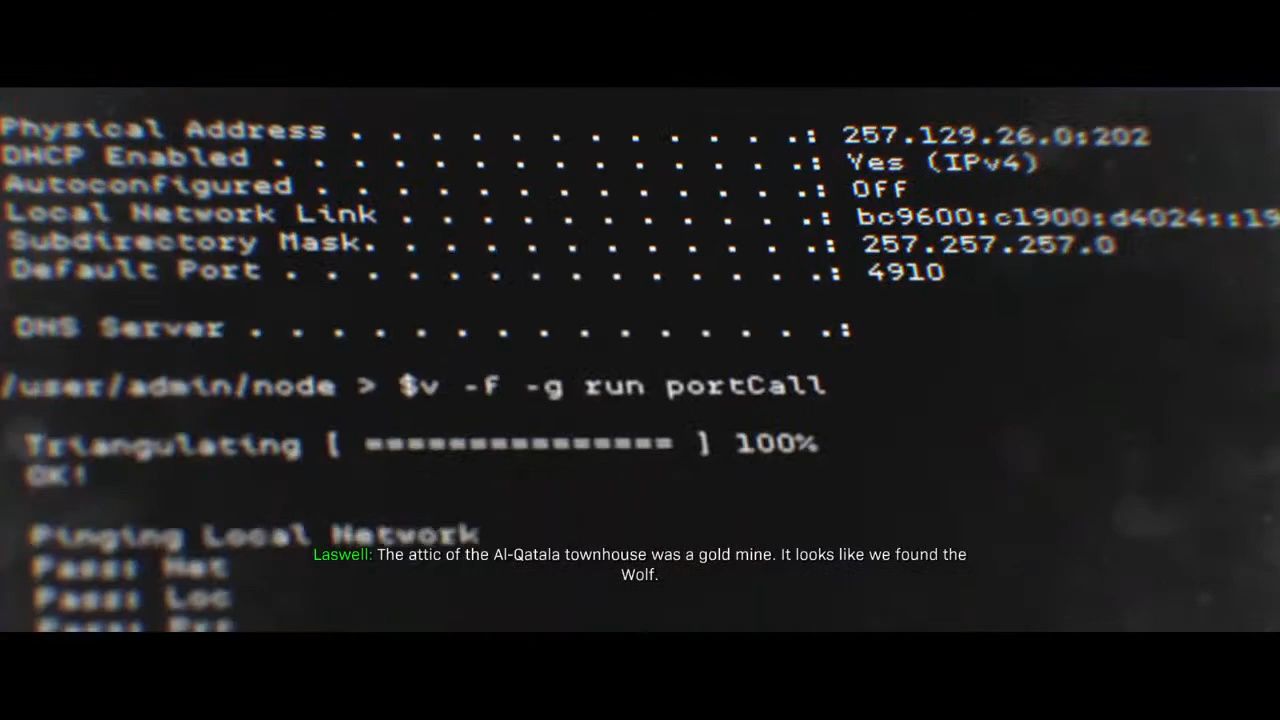 Physical Address . . . . . . . . . . . .: 257.129.26.0:202
DHCP Enabled . . . . . . . . . . . . . .: Yes (IPv4)
Autoconfigured . . . . . . . . . . . . .: Off
Local Network Link . . . . . . . . . . .: bc9600:c1900:d4024::19
Subdirectory Mask. . . . . . . . . . . .: 257.257.257.0
Default Port . . . . . . . . . . . . . .: 4910
DHS Server . . . . . . . . . . . . . . .:
/user/admin/node > $v -f -g run portCall
Triangulating [ =============== ] 100%
OK!
Pinging Local Network
Laswell: The attic of the Al-Qatala townhouse was a gold mine. It looks like we found the
Wolf.
Pass: Net
Pass: Loc
Pass: